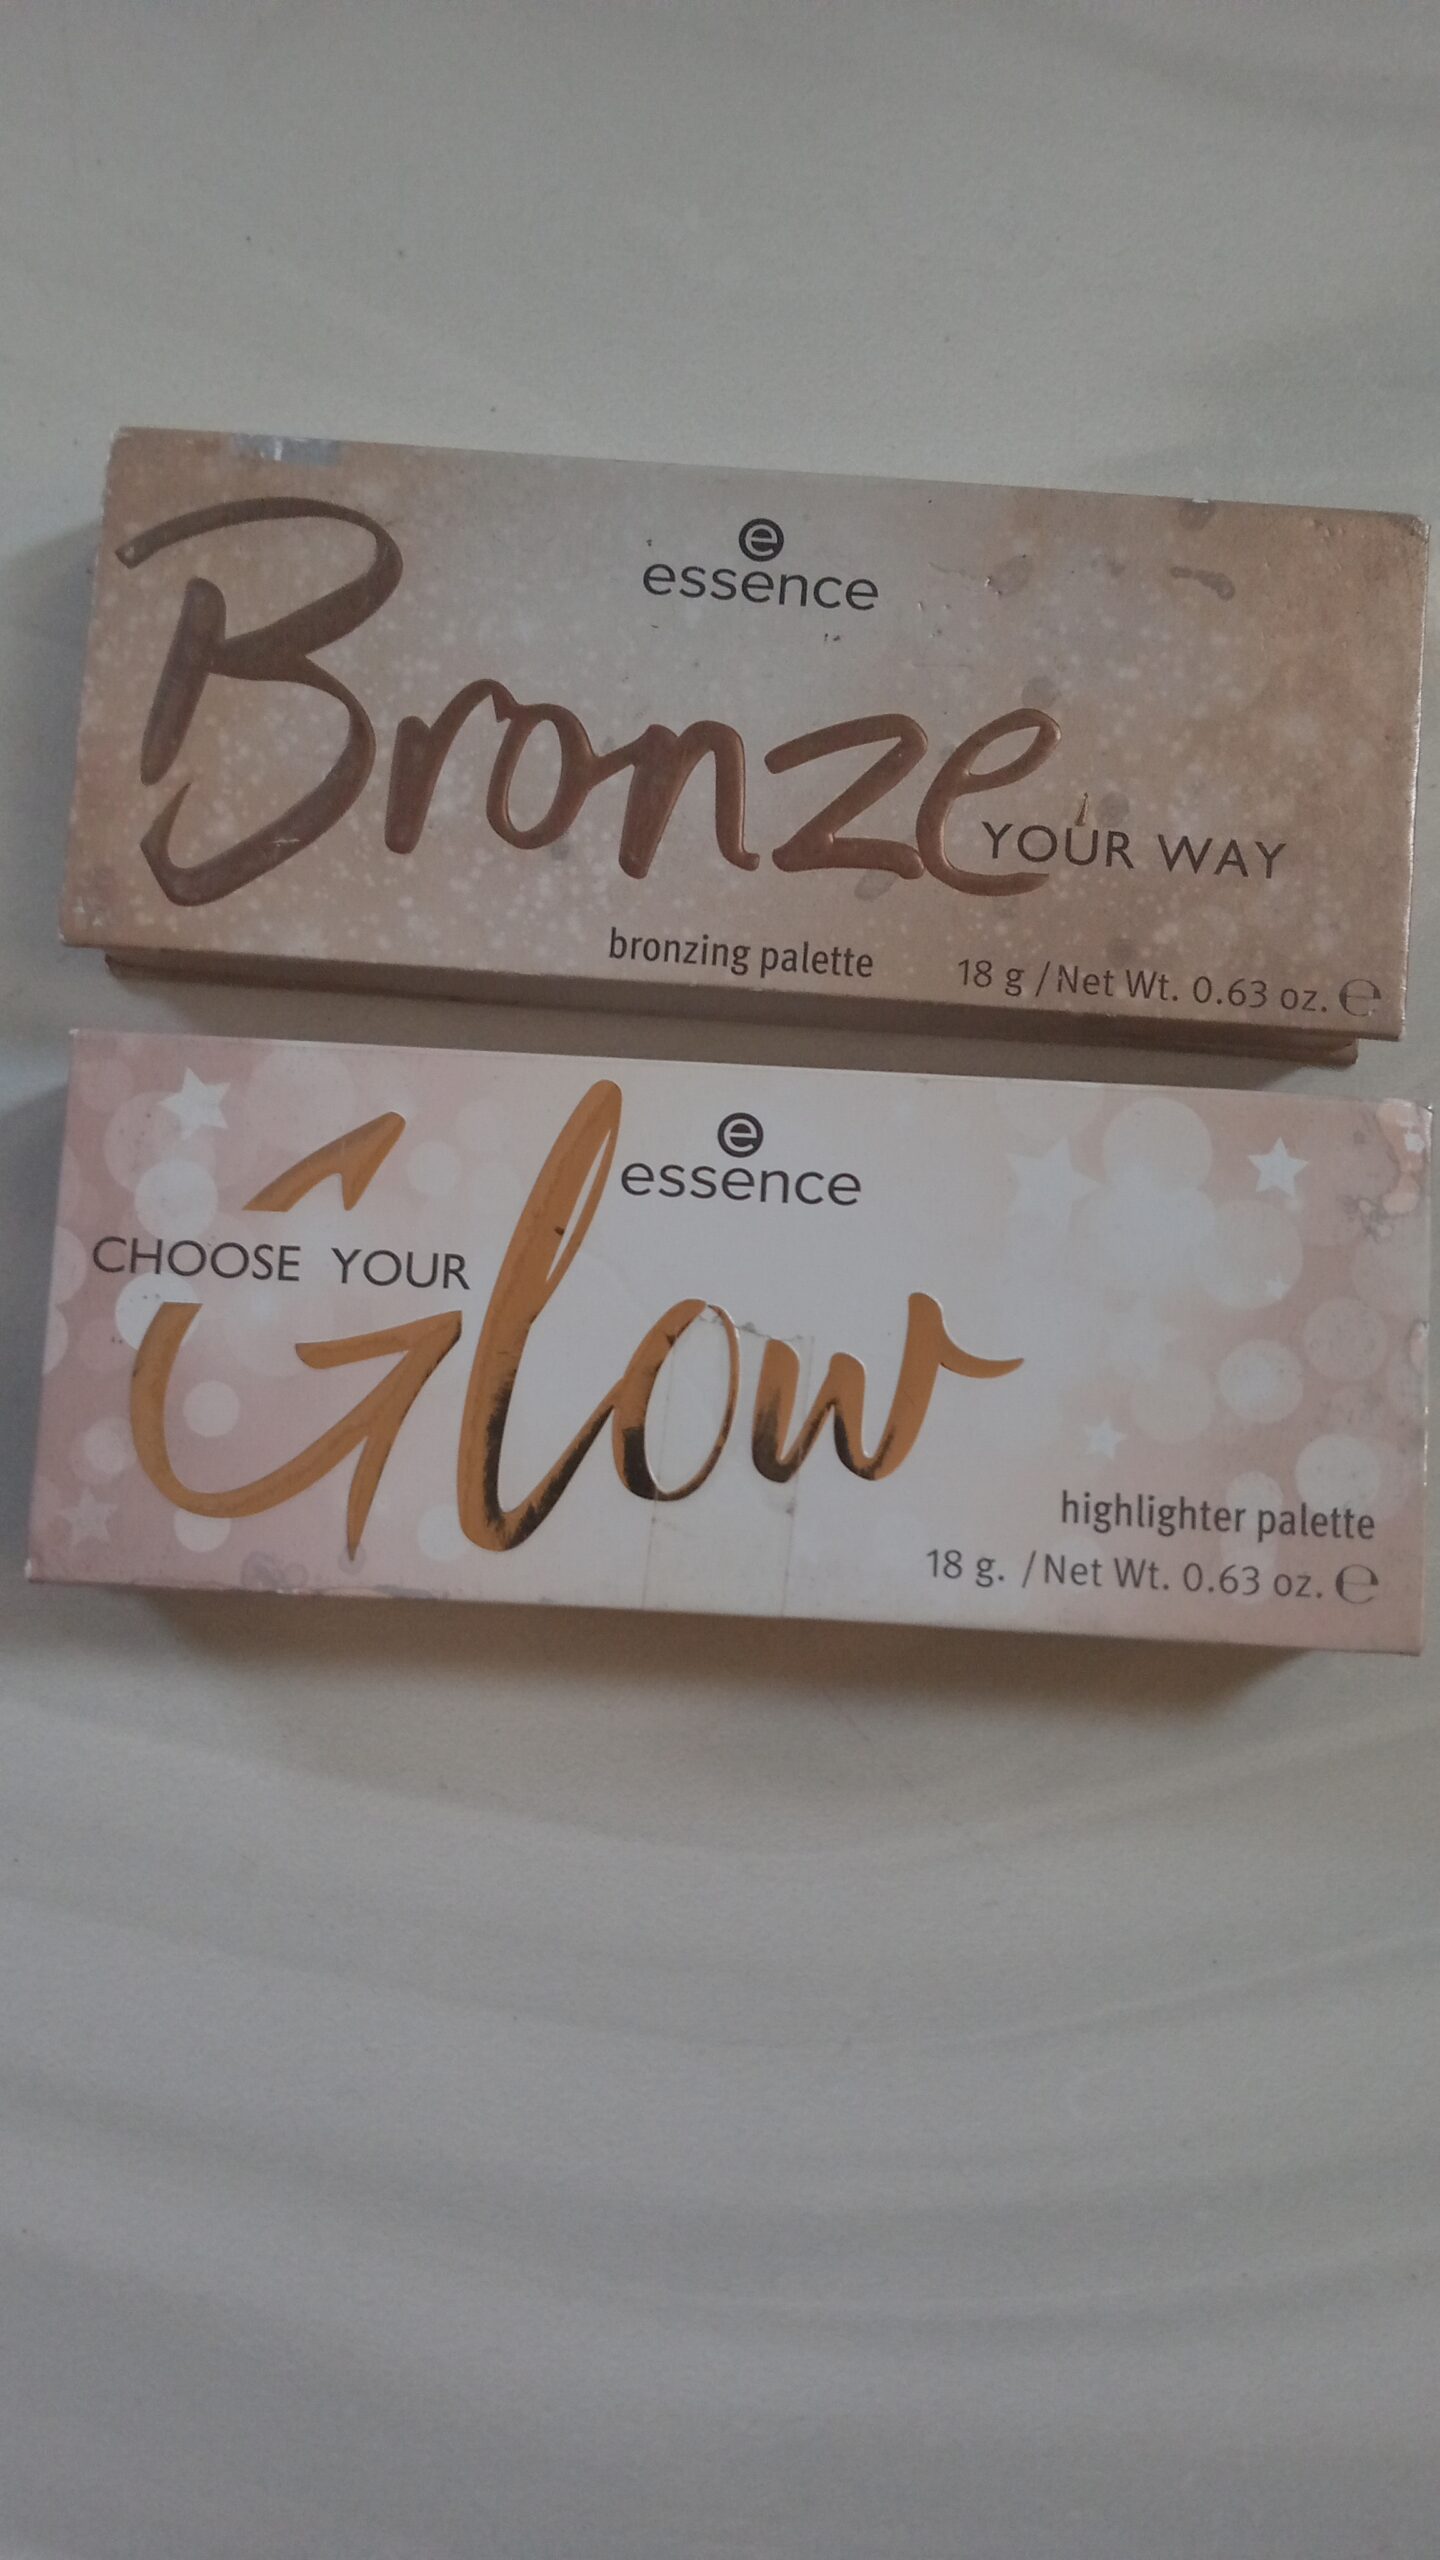 e
essence
Bronze
YOUR WAY
bronzing palette
18 g / Net Wt. 0.63 oz. ℮
e
essence
CHOOSE YOUR
Glow
highlighter palette
18 g. / Net Wt. 0.63 oz. ℮